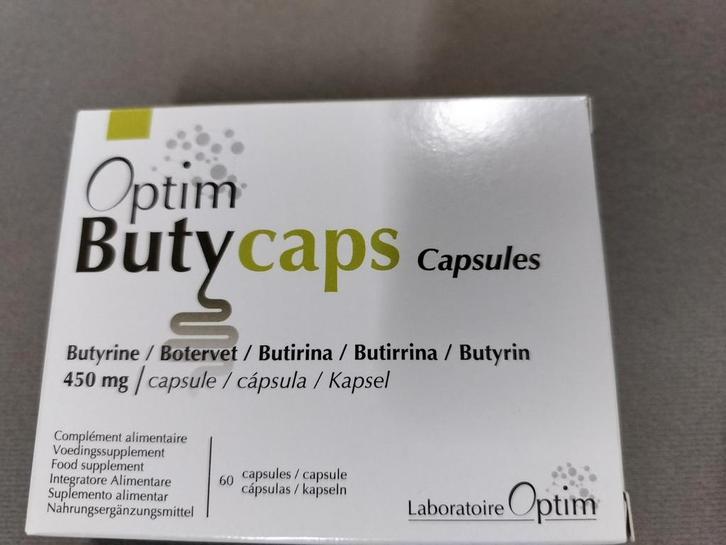 Optim
Butycaps Capsules
Butyrine / Botervet / Butirina / Butirrina / Butyrin
450 mg / capsule / cápsula / Kapsel
Complément alimentaire
Voedingssupplement
Food supplement
Integratore Alimentare
Suplemento alimentar
Nahrungsergänzungsmittel
60 capsules / capsule
cápsulas / kapseln
Laboratoire Optim